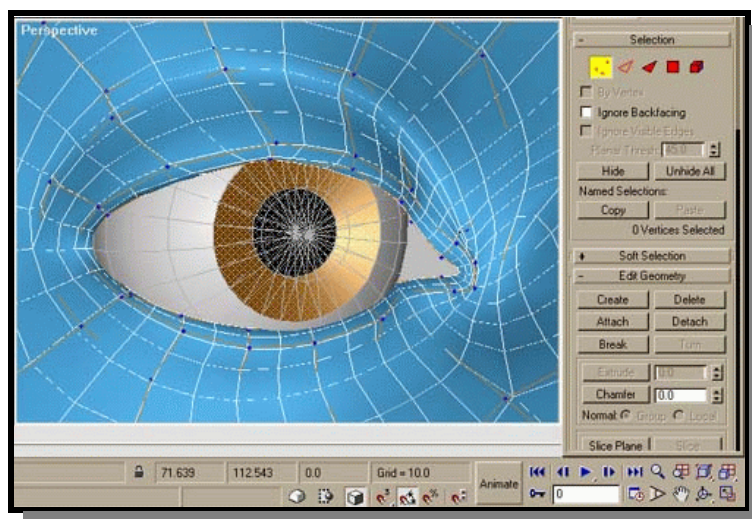 Perspective
- Selection
By Vertex
Ignore Backfacing
Ignore Visible Edges
Planar Thresh: 45.0
Hide Unhide All
Named Selections:
Copy Paste
0 Vertices Selected
+ Soft Selection
- Edit Geometry
Create Delete
Attach Detach
Break Turn
Extrude 0.0
Chamfer 0.0
Normal: Group Local
Slice Plane Slice
71.639 112.543 0.0 Grid = 10.0
Animate
0